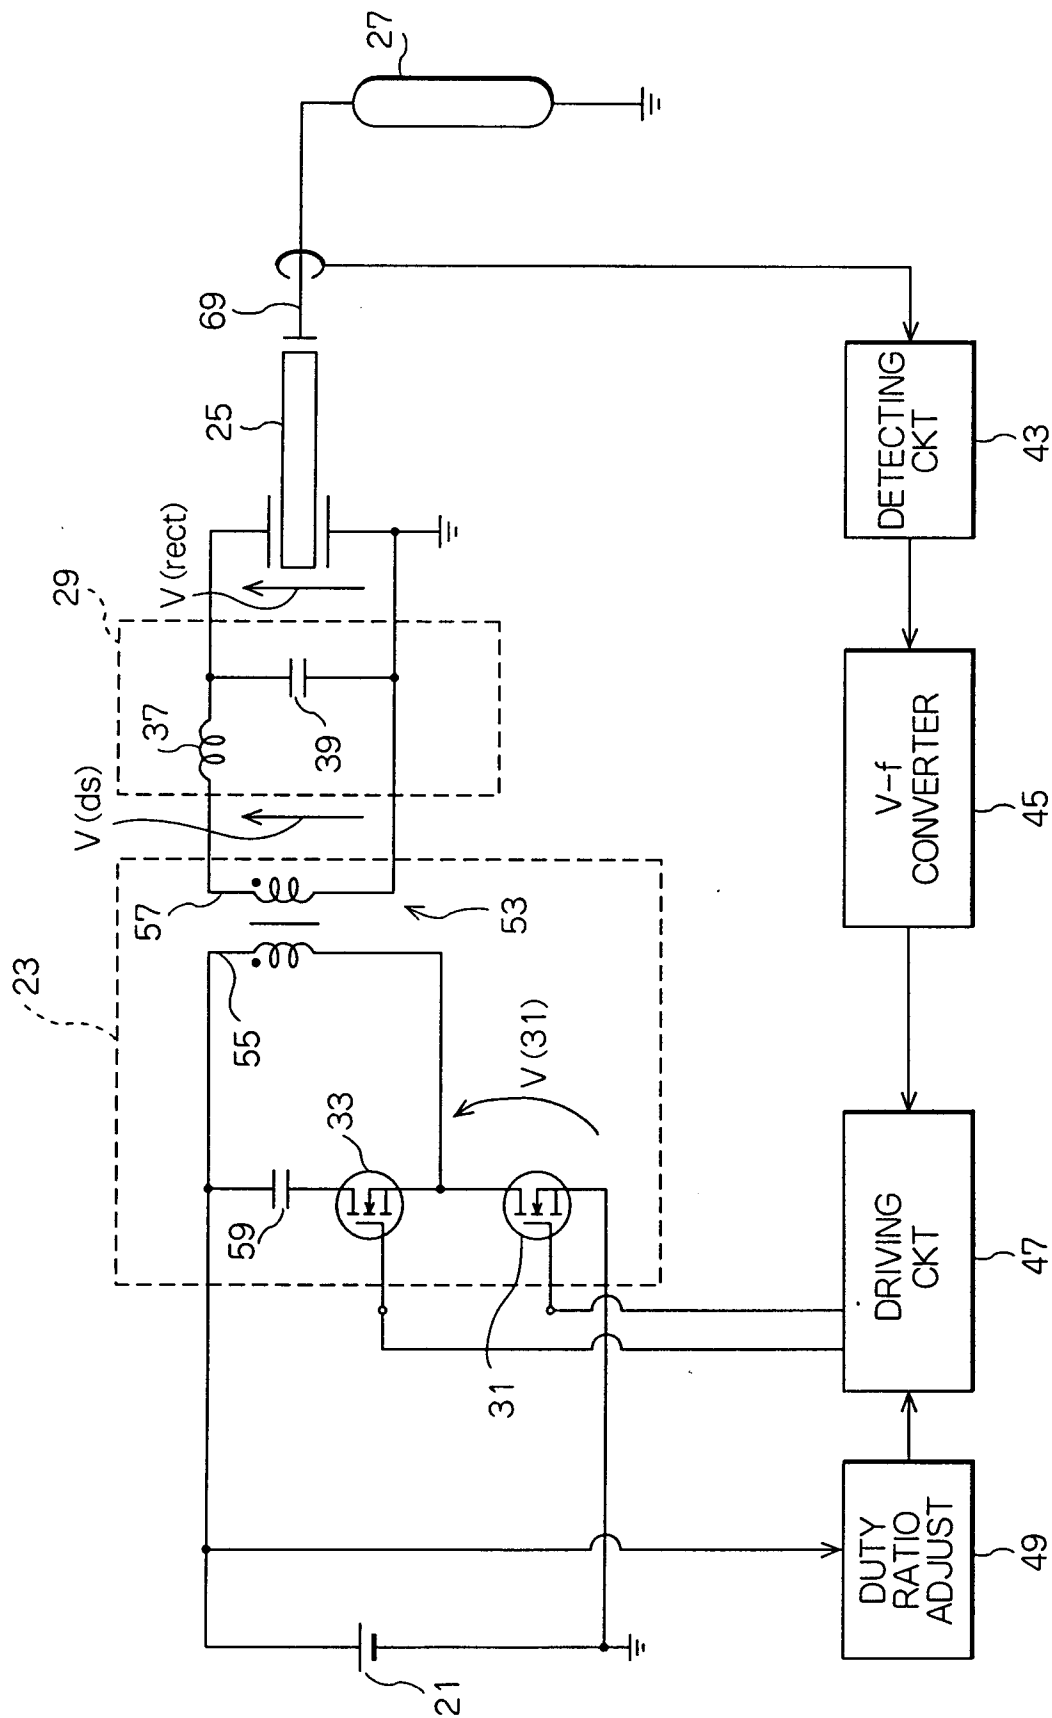 23
29
V (ds)
V (rect)
57
37
25
69
27
55
59
33
39
53
V (31)
31
21
DUTY
RATIO
ADJUST
49
DRIVING
CKT
47
V-f
CONVERTER
45
DETECTING
CKT
43